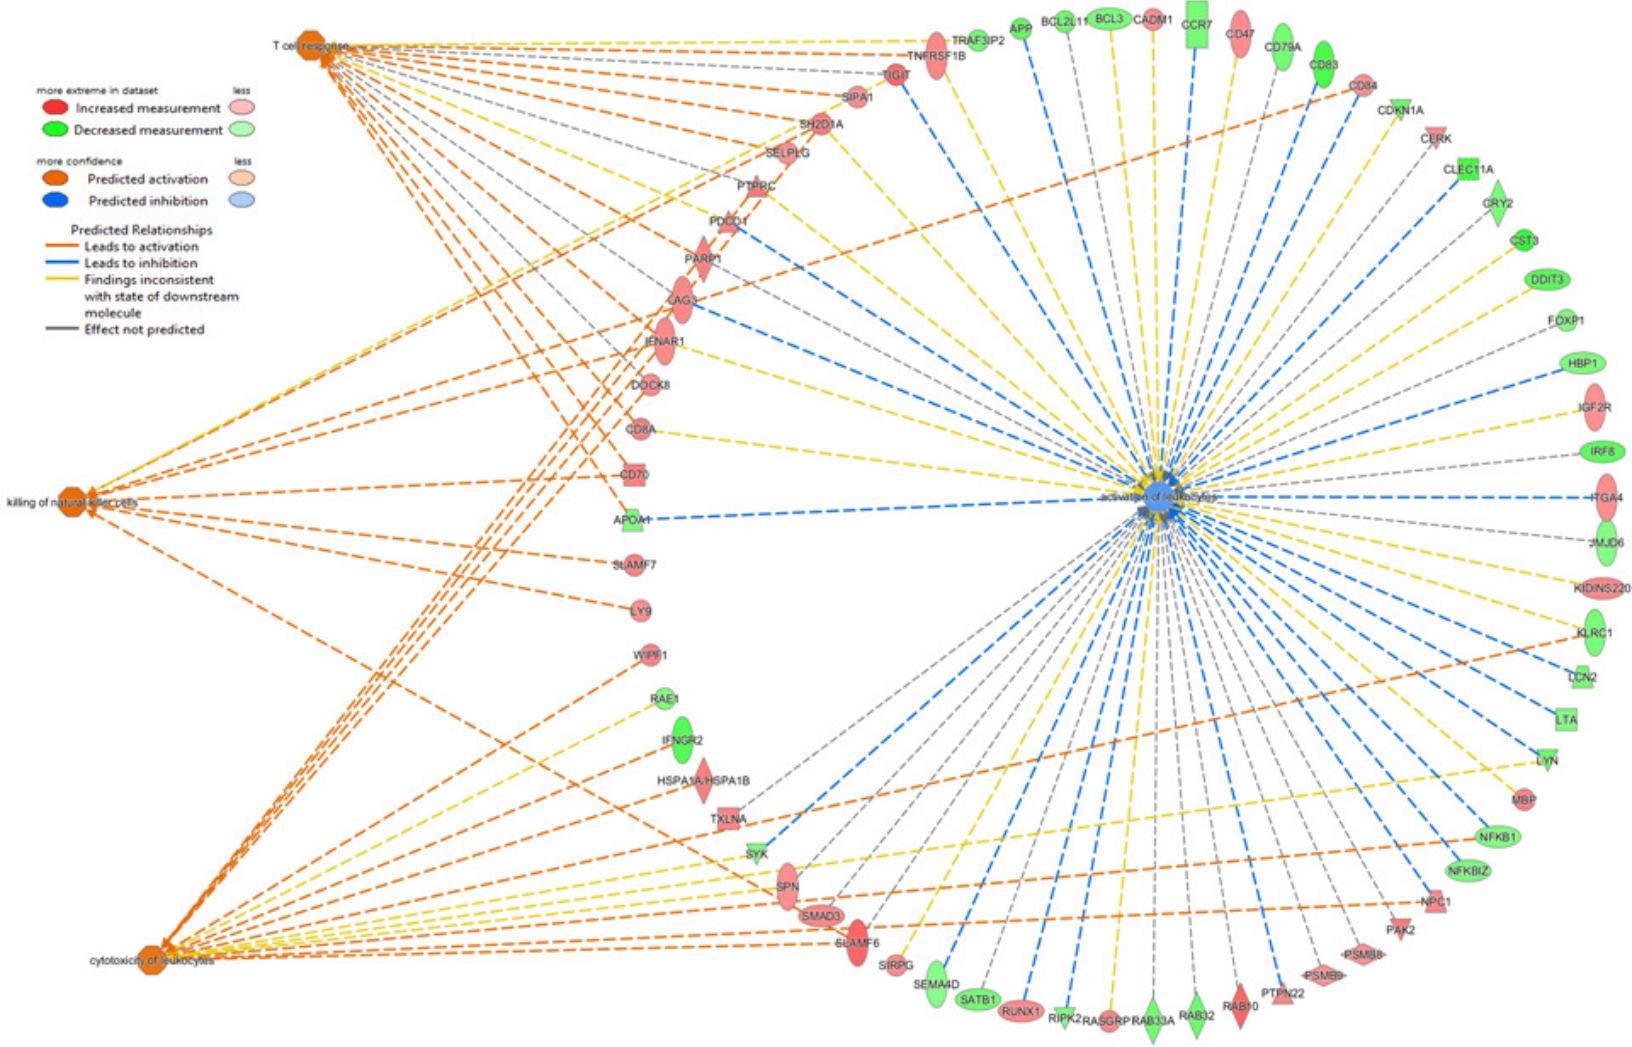 T cell response
more extreme in dataset less
Increased measurement
Decreased measurement
more confidence less
Predicted activation
Predicted inhibition
Predicted Relationships
Leads to activation
Leads to inhibition
Findings inconsistent
with state of downstream
molecule
Effect not predicted
killing of natural killer cells
cytotoxicity of leukocytes
activation of leukocytes
TRAF3IP2
TNFRSF1B
TIGIT
SIPA1
SH2D1A
SELPLG
PTPRC
PDCD1
PARP1
LAG3
IFNAR1
DOCK8
CD8A
CD70
APOA1
SLAMF7
LY9
WIPF1
RAE1
IFNGR2
HSPA1A/HSPA1B
TXLNA
SYK
SPN
SMAD3
SLAMF6
SIRPG
SEMA4D
SATB1
RUNX1
RIPK2
RASGRP1
RAB33A
RAB32
RAB10
PTPN22
PSMB9
PSMB8
PAK2
NPC1
NFKBIZ
NFKB1
MBP
LYN
LTA
LCN2
KLRC1
KIDINS220
JMJD6
ITGA4
IRF8
IGF2R
HBP1
FOXP1
DDIT3
CST3
CRY2
CLEC11A
CERK
CDKN1A
CD84
CD83
CD79A
CD47
CCR7
CADM1
BCL3
BCL2L11
APP